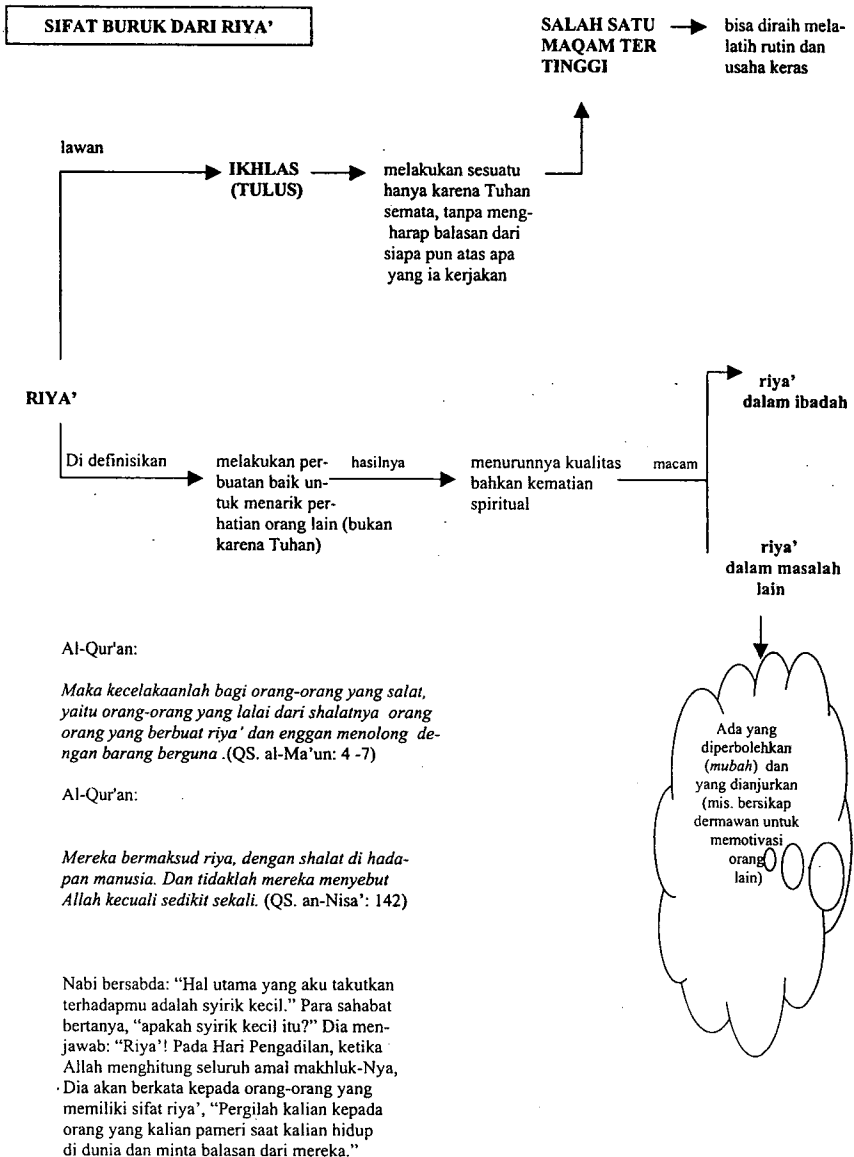 SIFAT BURUK DARI RIYA’
SALAH SATU
MAQAM TER
TINGGI
bisa diraih mela-
latih rutin dan
usaha keras
lawan
IKHLAS
(TULUS)
melakukan sesuatu
hanya karena Tuhan
semata, tanpa meng-
harap balasan dari
siapa pun atas apa
yang ia kerjakan
RIYA’
Di definisikan
melakukan per-
buatan baik un-
tuk menarik per-
hatian orang lain (bukan
karena Tuhan)
hasilnya
menurunnya kualitas
bahkan kematian
spiritual
macam
riya’
dalam ibadah
riya’
dalam masalah
lain
Ada yang
diperbolehkan
(mubah) dan
yang dianjurkan
(mis. bersikap
dermawan untuk
memotivasi
orang
lain)
Al-Qur'an:
Maka kecelakaanlah bagi orang-orang yang salat,
yaitu orang-orang yang lalai dari shalatnya orang
orang yang berbuat riya’ dan enggan menolong de-
ngan barang berguna .(QS. al-Ma’un: 4 -7)
Al-Qur'an:
Mereka bermaksud riya, dengan shalat di hada-
pan manusia. Dan tidaklah mereka menyebut
Allah kecuali sedikit sekali. (QS. an-Nisa’: 142)
Nabi bersabda: “Hal utama yang aku takutkan
terhadapmu adalah syirik kecil.” Para sahabat
bertanya, “apakah syirik kecil itu?” Dia men-
jawab: “Riya’! Pada Hari Pengadilan, ketika
Allah menghitung seluruh amal makhluk-Nya,
Dia akan berkata kepada orang-orang yang
memiliki sifat riya’, “Pergilah kalian kepada
orang yang kalian pameri saat kalian hidup
di dunia dan minta balasan dari mereka.”